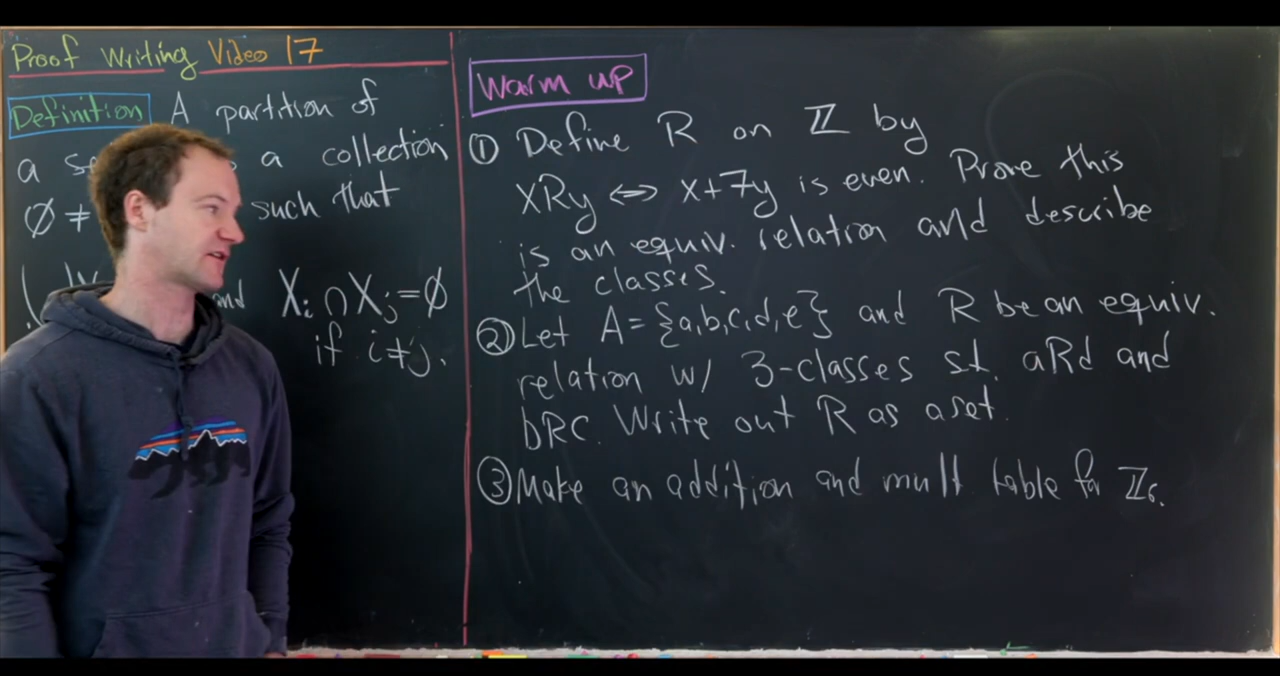 Proof Writing Video 17
Definition A partition of
a a collection
∅ ≠ such that
and Xᵢ ∩ Xⱼ = ∅
if i≠j.
Warm up
① Define R on ℤ by
xRy ⇔ x+7y is even. Prove this
is an equiv. relation and describe
the classes.
② Let A = {a,b,c,d,e} and R be an equiv.
relation w/ 3-classes s.t. aRd and
bRc. Write out R as a set.
③ Make an addition and mult table for ℤ₆.